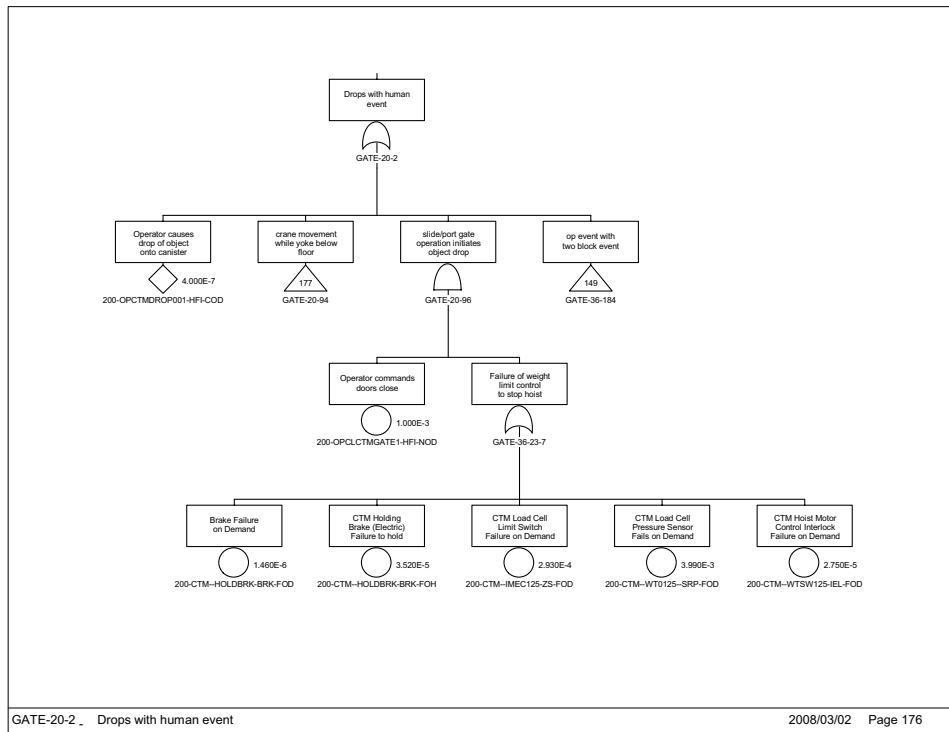 Drops with human
event
GATE-20-2
Operator causes
drop of object
onto canister
4.000E-7
200-OPCTMDROP001-HFI-COD
crane movement
while yoke below
floor
177
GATE-20-94
slide/port gate
operation initiates
object drop
GATE-20-96
op event with
two block event
149
GATE-36-184
Operator commands
doors close
1.000E-3
200-OPCLCTMGATE1-HFI-NOD
Failure of weight
limit control
to stop hoist
GATE-36-23-7
Brake Failure
on Demand
1.460E-6
200-CTM--HOLDBRK-BRK-FOD
CTM Holding
Brake (Electric)
Failure to hold
3.520E-5
200-CTM--HOLDBRK-BRK-FOH
CTM Load Cell
Limit Switch
Failure on Demand
2.930E-4
200-CTM--IMEC125-ZS-FOD
CTM Load Cell
Pressure Sensor
Fails on Demand
3.990E-3
200-CTM--WT0125--SRP-FOD
CTM Hoist Motor
Control Interlock
Failure on Demand
2.750E-5
200-CTM--WTSW125-IEL-FOD
GATE-20-2 - Drops with human event 2008/03/02 Page 176